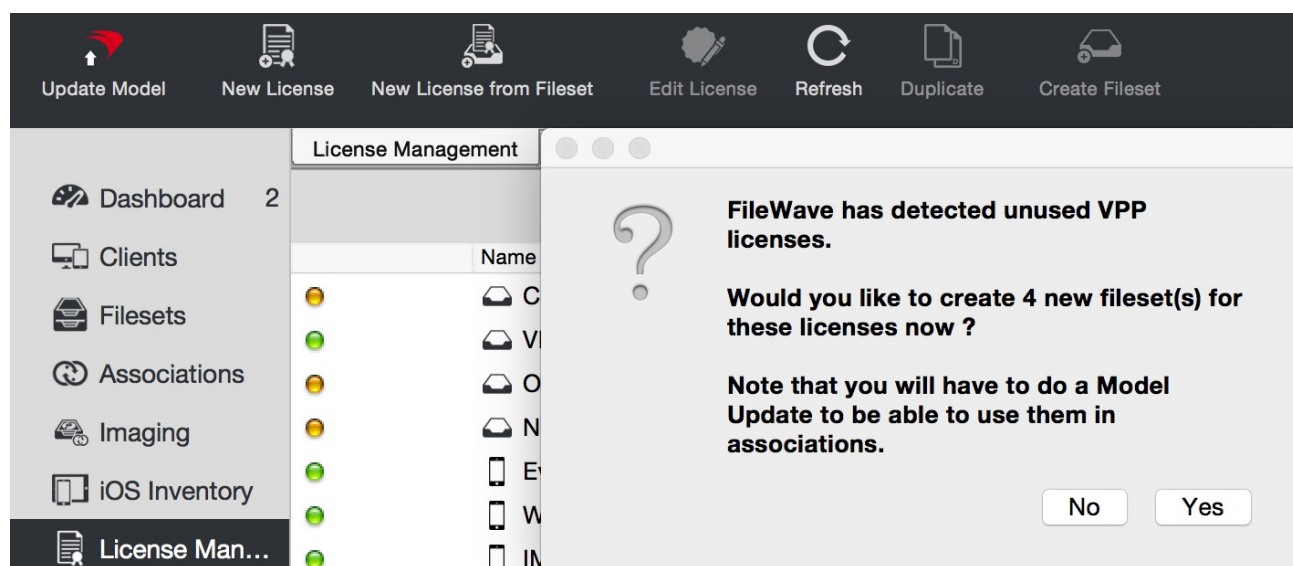 Update Model
New License
New License from Fileset
Edit License
Refresh
Duplicate
Create Fileset
License Management
Dashboard 2
Clients
Filesets
Associations
Imaging
iOS Inventory
License Man...
Name
C
VI
O
N
W
FileWave has detected unused VPP
licenses.
Would you like to create 4 new fileset(s) for
these licenses now ?
Note that you will have to do a Model
Update to be able to use them in
associations.
No
Yes